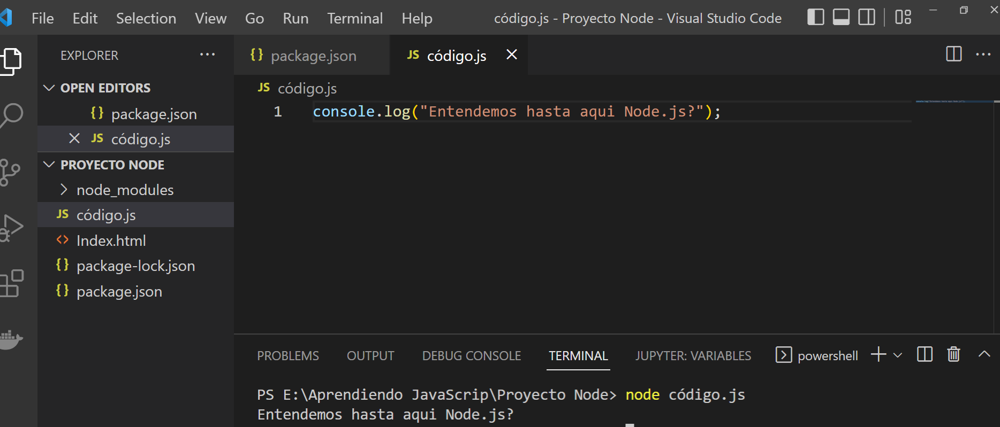 File Edit Selection View Go Run Terminal Help código.js - Proyecto Node - Visual Studio Code
EXPLORER ...
OPEN EDITORS
{} package.json
JS código.js
PROYECTO NODE
node_modules
JS código.js
<> Index.html
{} package-lock.json
{} package.json
{} package.json JS código.js
JS código.js
1 console.log("Entendemos hasta aqui Node.js?");
PROBLEMS OUTPUT DEBUG CONSOLE TERMINAL JUPYTER: VARIABLES powershell
PS E:\Aprendiendo JavaScrip\Proyecto Node> node código.js
Entendemos hasta aqui Node.js?